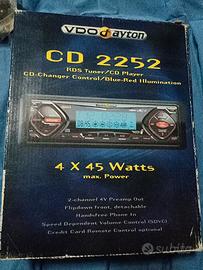 VDO dayton
CD 2252
RDS Tuner/CD Player
CD-Changer Control/Blue-Red Illumination
4 X 45 Watts
max. Power
2-channel 4V Preamp Out
Flipdown front, detachable
Handsfree Phone In
Speed Dependent Volume Control (SDVC)
Credit Card Remote Control optional
subito